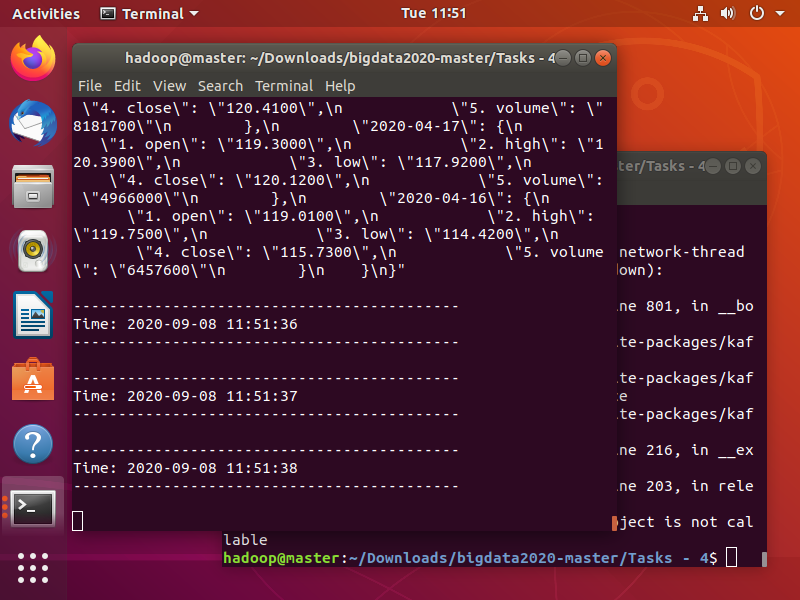 Activities Terminal Tue 11:51
hadoop@master: ~/Downloads/bigdata2020-master/Tasks - 4
File Edit View Search Terminal Help
\"4. close\": \"120.4100\",\n \"5. volume\": \"
8181700\"\n },\n \"2020-04-17\": {\n
\"1. open\": \"119.3000\",\n \"2. high\": \"1
20.3900\",\n \"3. low\": \"117.9200\",\n
\"4. close\": \"120.1200\",\n \"5. volume\":
\"4966000\"\n },\n \"2020-04-16\": {\n
\"1. open\": \"119.0100\",\n \"2. high\":
\"119.7500\",\n \"3. low\": \"114.4200\",\n
\"4. close\": \"115.7300\",\n \"5. volume
\": \"6457600\"\n }\n }\n}"
-------------------------------------------
Time: 2020-09-08 11:51:36
-------------------------------------------
-------------------------------------------
Time: 2020-09-08 11:51:37
-------------------------------------------
-------------------------------------------
Time: 2020-09-08 11:51:38
-------------------------------------------
ter/Tasks - 4
network-thread
down):
ne 801, in __bo
te-packages/kaf
te-packages/kaf
te
te-packages/kaf
ne 216, in __ex
ne 203, in rele
bject is not cal
lable
hadoop@master:~/Downloads/bigdata2020-master/Tasks - 4$